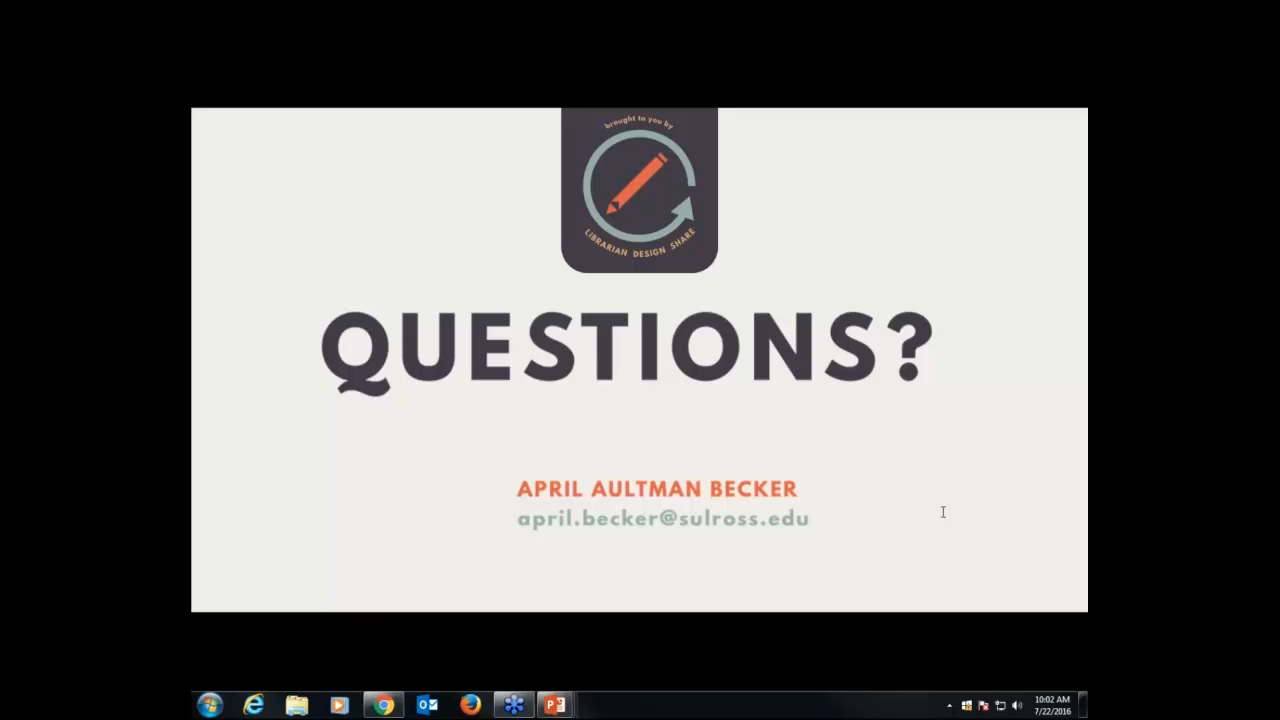 brought to you by
LIBRARIAN DESIGN SHARE
QUESTIONS?
APRIL AULTMAN BECKER
april.becker@sulross.edu
10:02 AM
7/22/2016